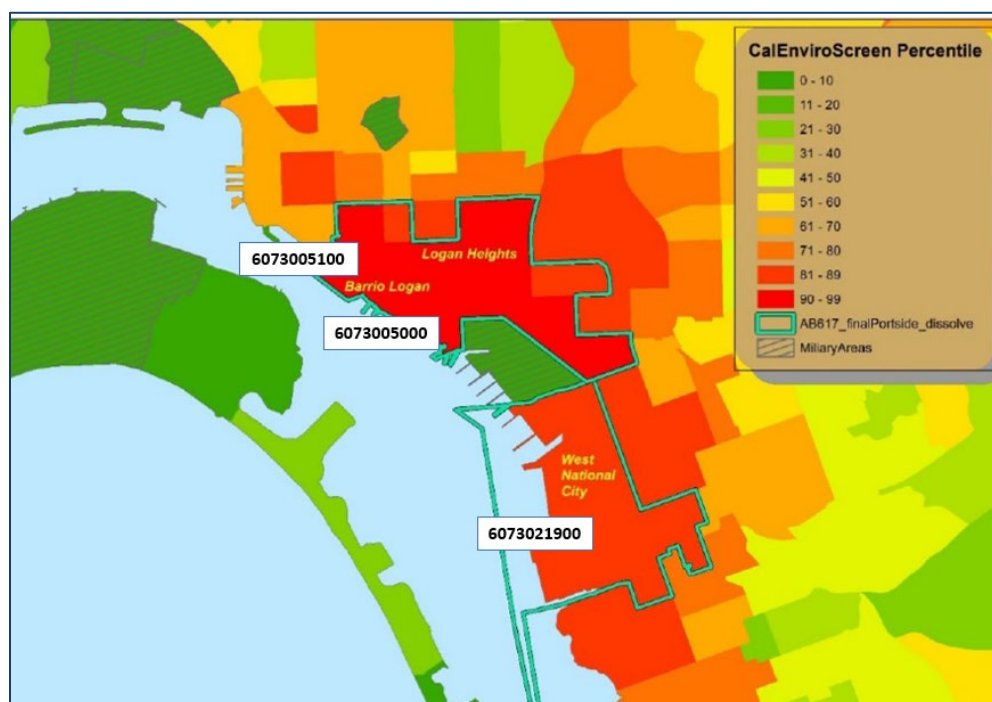 CalEnviroScreen Percentile
0 - 10
11 - 20
21 - 30
31 - 40
41 - 50
51 - 60
61 - 70
71 - 80
81 - 89
90 - 99
AB617_finalPortside_dissolve
MiliaryAreas
6073005100
Logan Heights
Barrio Logan
6073005000
West
National
City
6073021900